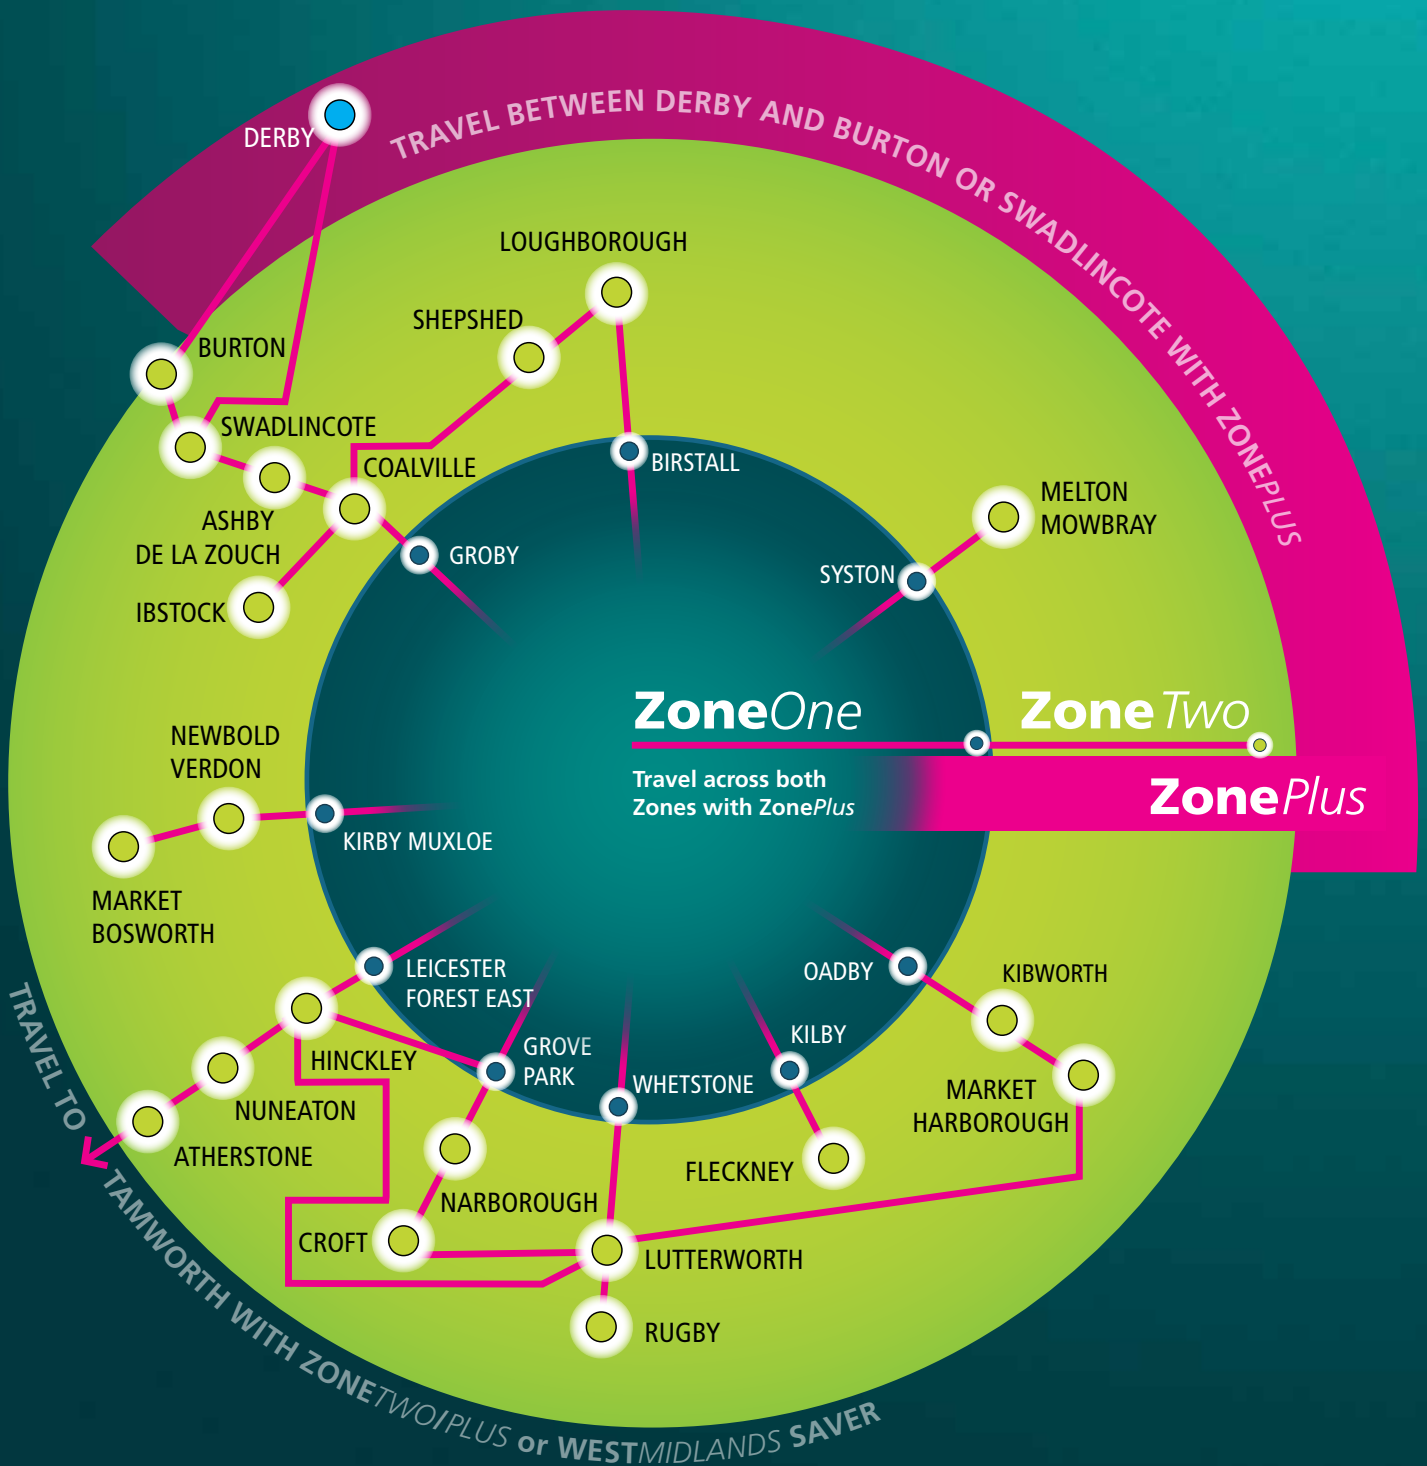 TRAVEL BETWEEN DERBY AND BURTON OR SWADLINCOTE WITH ZONEPLUS
DERBY
LOUGHBOROUGH
SHEPSHED
BURTON
SWADLINCOTE
COALVILLE
BIRSTALL
MELTON
MOWBRAY
ASHBY
DE LA ZOUCH
GROBY
SYSTON
IBSTOCK
ZoneOne
ZoneTwo
Travel across both
Zones with ZonePlus
ZonePlus
NEWBOLD
VERDON
KIRBY MUXLOE
MARKET
BOSWORTH
LEICESTER
FOREST EAST
OADBY
KIBWORTH
HINCKLEY
GROVE
PARK
KILBY
WHETSTONE
MARKET
HARBOROUGH
NUNEATON
ATHERSTONE
FLECKNEY
NARBOROUGH
CROFT
LUTTERWORTH
RUGBY
TRAVEL TO
TAMWORTH WITH ZONETWO/PLUS or WESTMIDLANDS SAVER